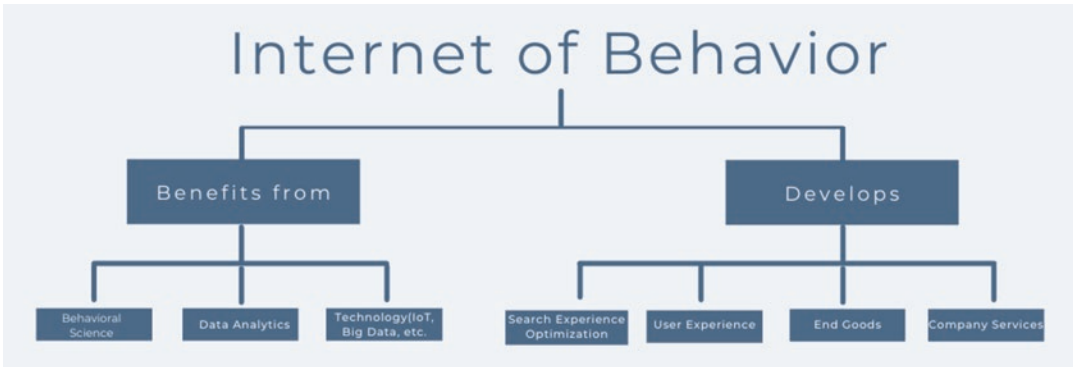 Internet of Behavior
Benefits from
Develops
Behavioral
Science
Data Analytics
Technology(IoT,
Big Data, etc.
Search Experience
Optimization
User Experience
End Goods
Company Services